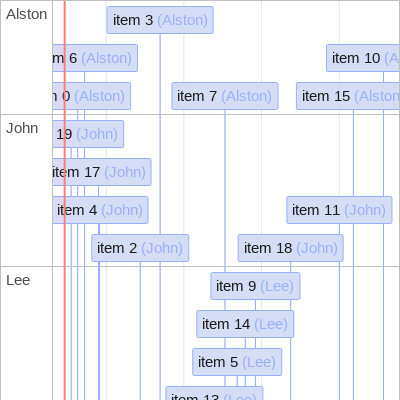 Alston
item 3 (Alston)
m 6 (Alston)
item 10 (A
0 (Alston)
item 7 (Alston)
item 15 (Alston
John
19 (John)
item 17 (John)
item 4 (John)
item 11 (John)
item 2 (John)
item 18 (John)
Lee
item 9 (Lee)
item 14 (Lee)
item 5 (Lee)
item 13 (Lee)